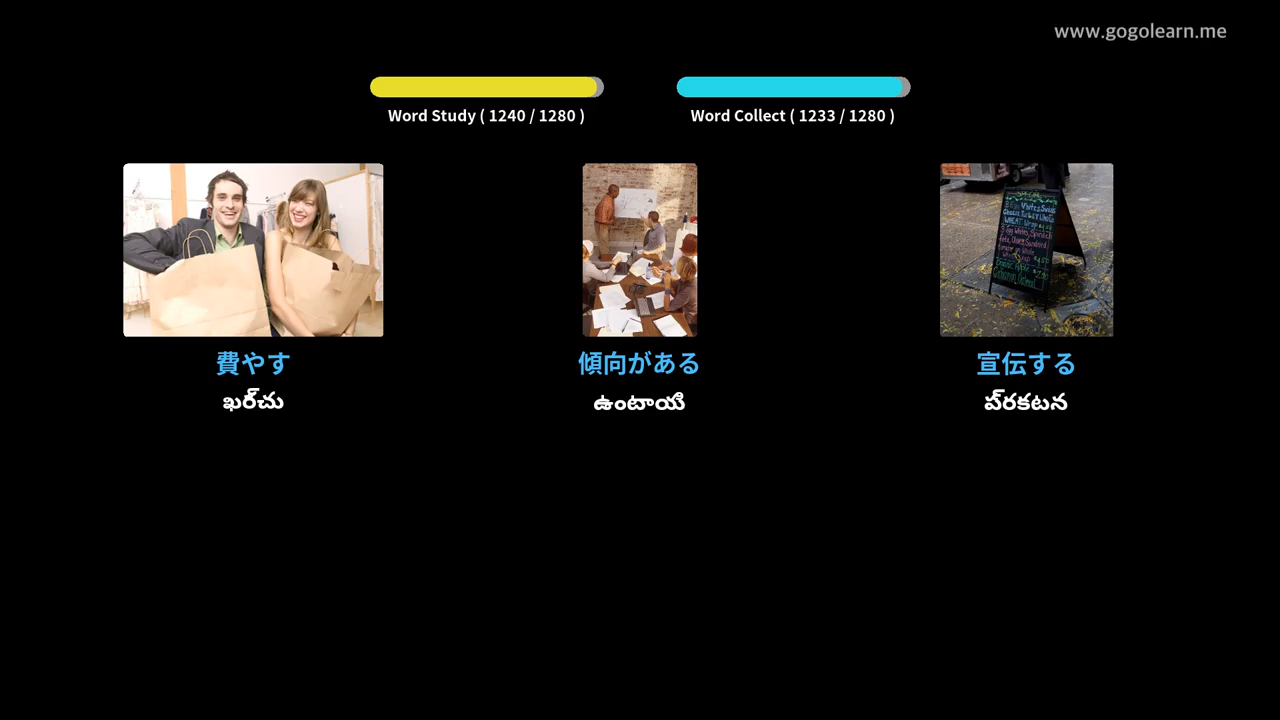 www.gogolearn.me
Word Study ( 1240 / 1280 )
Word Collect ( 1233 / 1280 )
費やす
傾向がある
宣伝する
ఖర్చు
ఉంటాయి
ప్రకటన